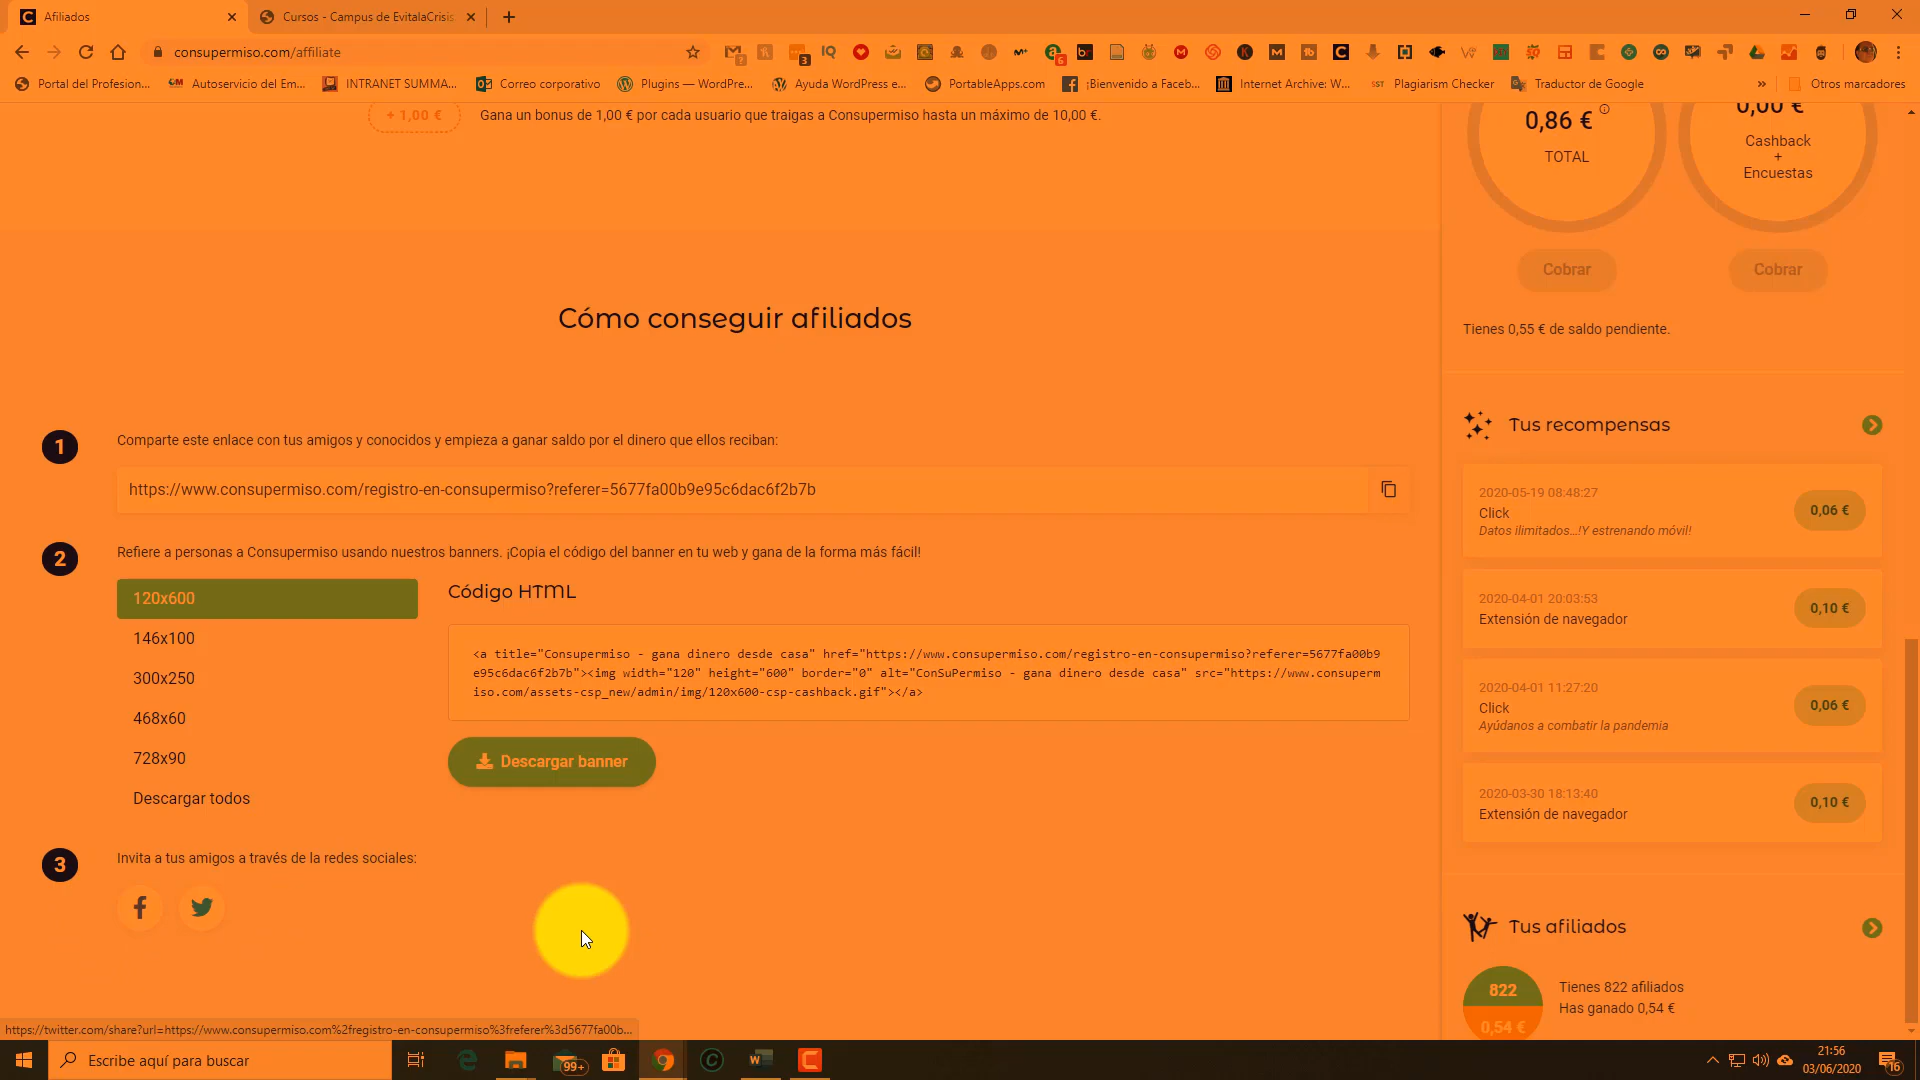 Afiliados
Cursos - Campus de EvitalaCrisis
consupermiso.com/affiliate
Portal del Profesion...
Autoservicio del Em...
INTRANET SUMMA...
Correo corporativo
Plugins — WordPre...
Ayuda WordPress e...
PortableApps.com
¡Bienvenido a Faceb...
Internet Archive: W...
Plagiarism Checker
Traductor de Google
»
Otros marcadores
+ 1,00 €
Gana un bonus de 1,00 € por cada usuario que traigas a Consupermiso hasta un máximo de 10,00 €.
Cómo conseguir afiliados
1
Comparte este enlace con tus amigos y conocidos y empieza a ganar saldo por el dinero que ellos reciban:
https://www.consupermiso.com/registro-en-consupermiso?referer=5677fa00b9e95c6dac6f2b7b
2
Refiere a personas a Consupermiso usando nuestros banners. ¡Copia el código del banner en tu web y gana de la forma más fácil!
120x600
146x100
300x250
468x60
728x90
Descargar todos
Código HTML
<a title="Consupermiso - gana dinero desde casa" href="https://www.consupermiso.com/registro-en-consupermiso?referer=5677fa00b9
e95c6dac6f2b7b"><img width="120" height="600" border="0" alt="ConSuPermiso - gana dinero desde casa" src="https://www.consuperm
iso.com/assets-csp_new/admin/img/120x600-csp-cashback.gif"></a>
Descargar banner
3
Invita a tus amigos a través de la redes sociales:
0,86 €
TOTAL
0,00 €
Cashback
+
Encuestas
Cobrar
Cobrar
Tienes 0,55 € de saldo pendiente.
Tus recompensas
2020-05-19 08:48:27
Click
Datos ilimitados...!Y estrenando móvil!
0,06 €
2020-04-01 20:03:53
Extensión de navegador
0,10 €
2020-04-01 11:27:20
Click
Ayúdanos a combatir la pandemia
0,06 €
2020-03-30 18:13:40
Extensión de navegador
0,10 €
Tus afiliados
822
0,54 €
Tienes 822 afiliados
Has ganado 0,54 €
https://twitter.com/share?url=https://www.consupermiso.com%2fregistro-en-consupermiso%3freferer%3d5677fa00b...
Escribe aquí para buscar
99+
21:56
03/06/2020
16